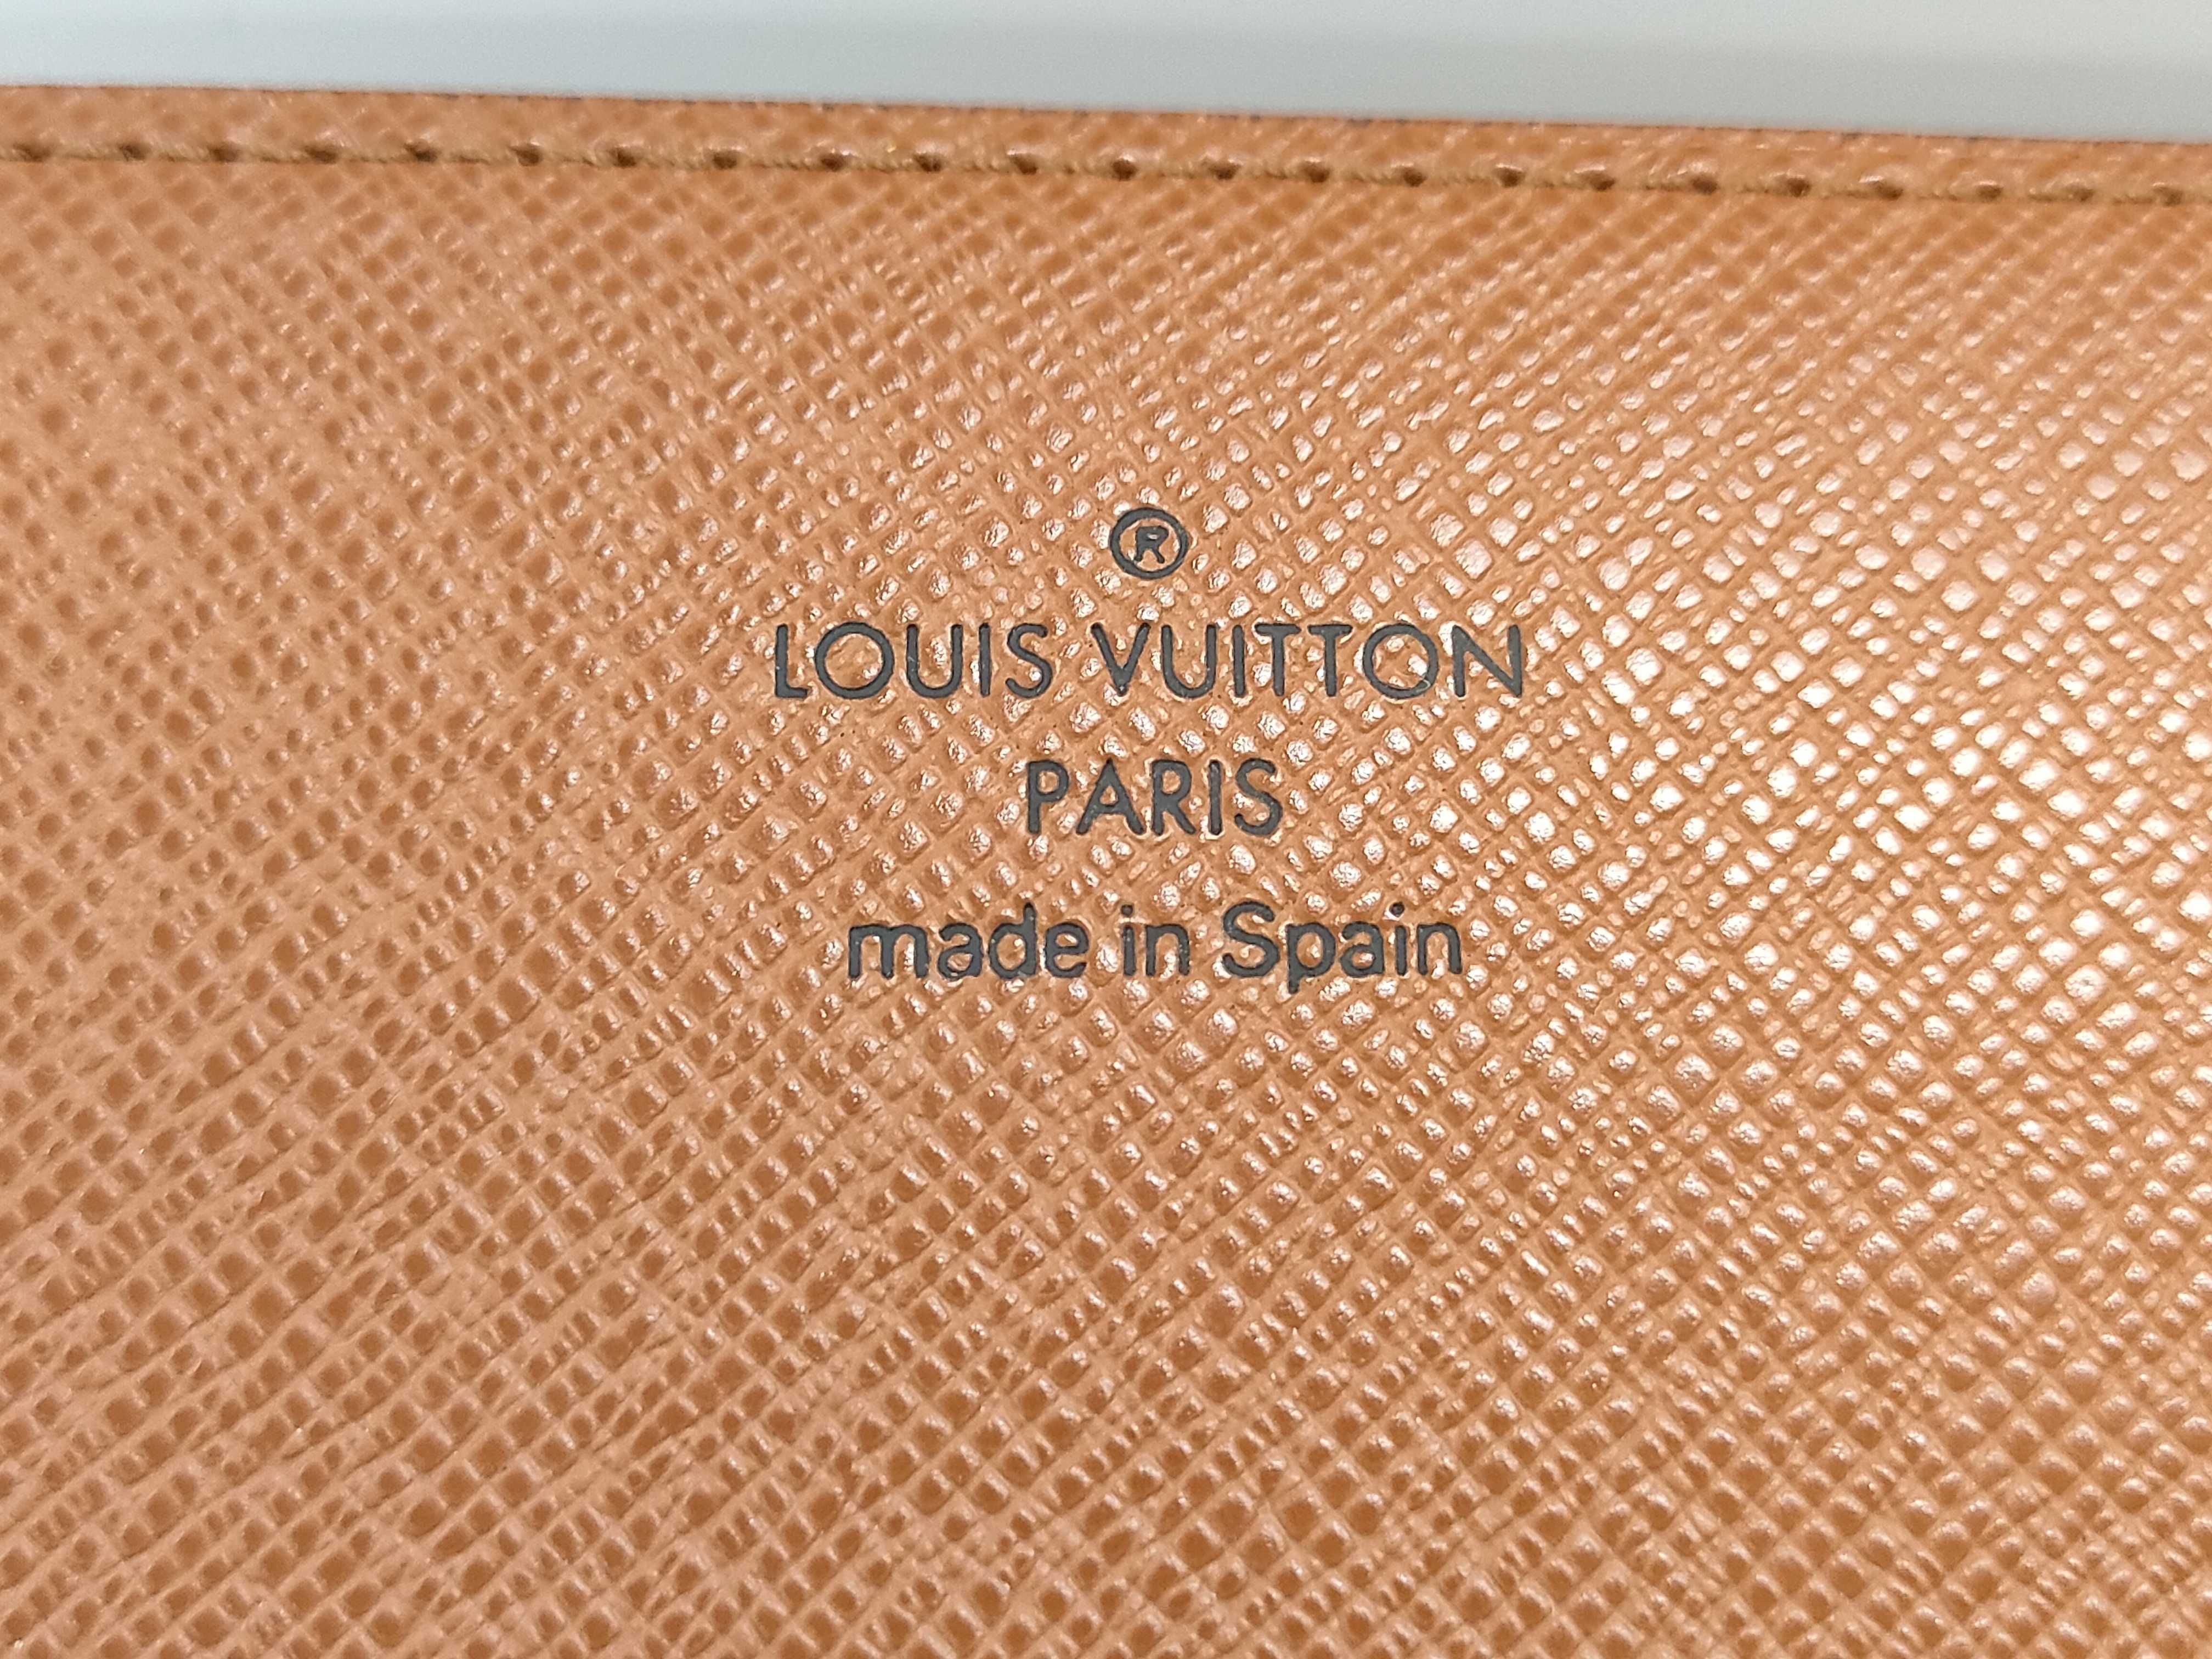 ®
LOUIS VUITTON
PARIS
made in Spain